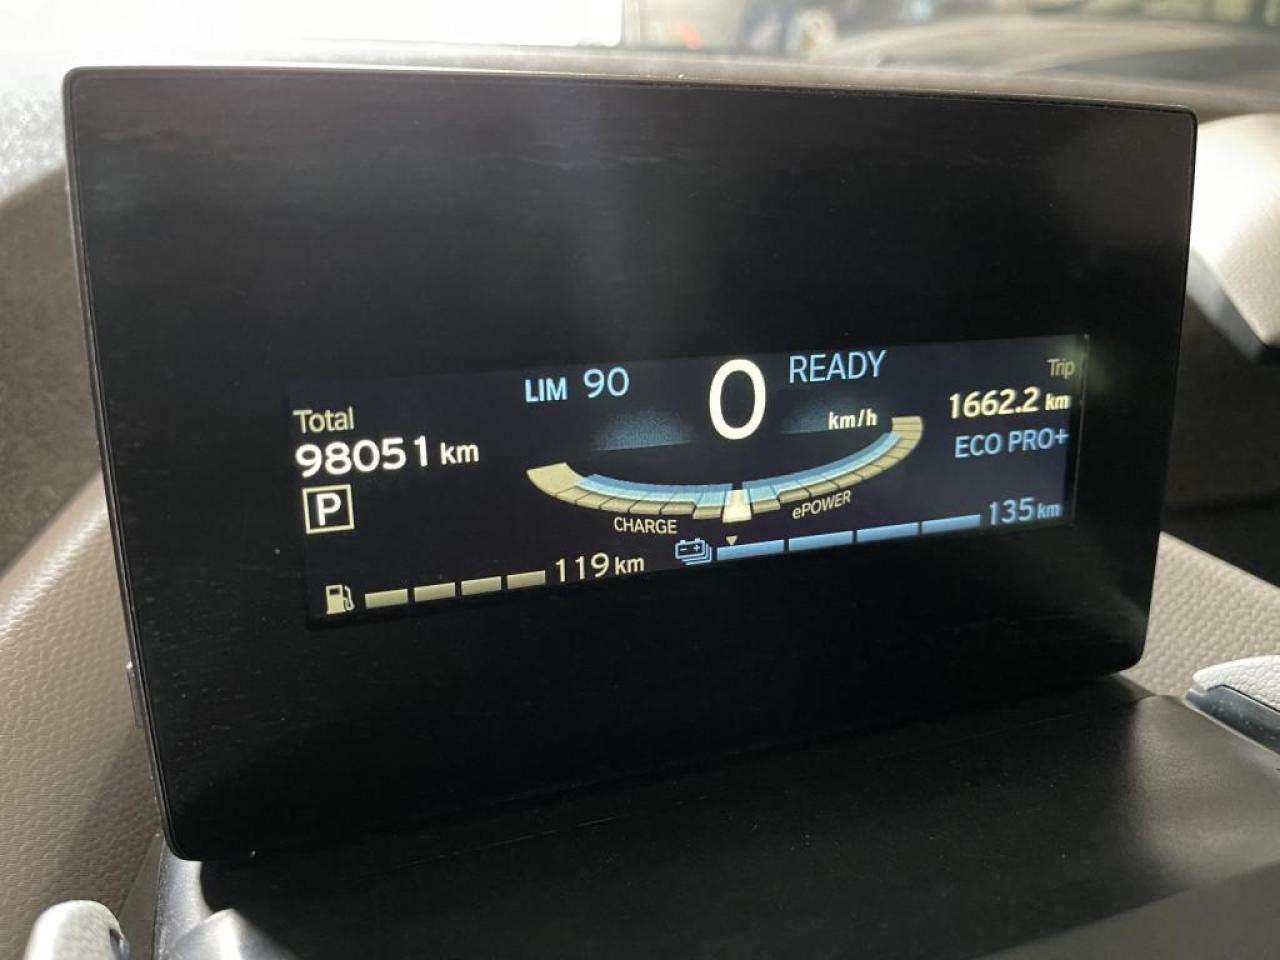 LIM 90
0 km/h
READY
Trip
1662.2 km
ECO PRO+
Total
98051 km
P
CHARGE
ePOWER
119 km
135 km